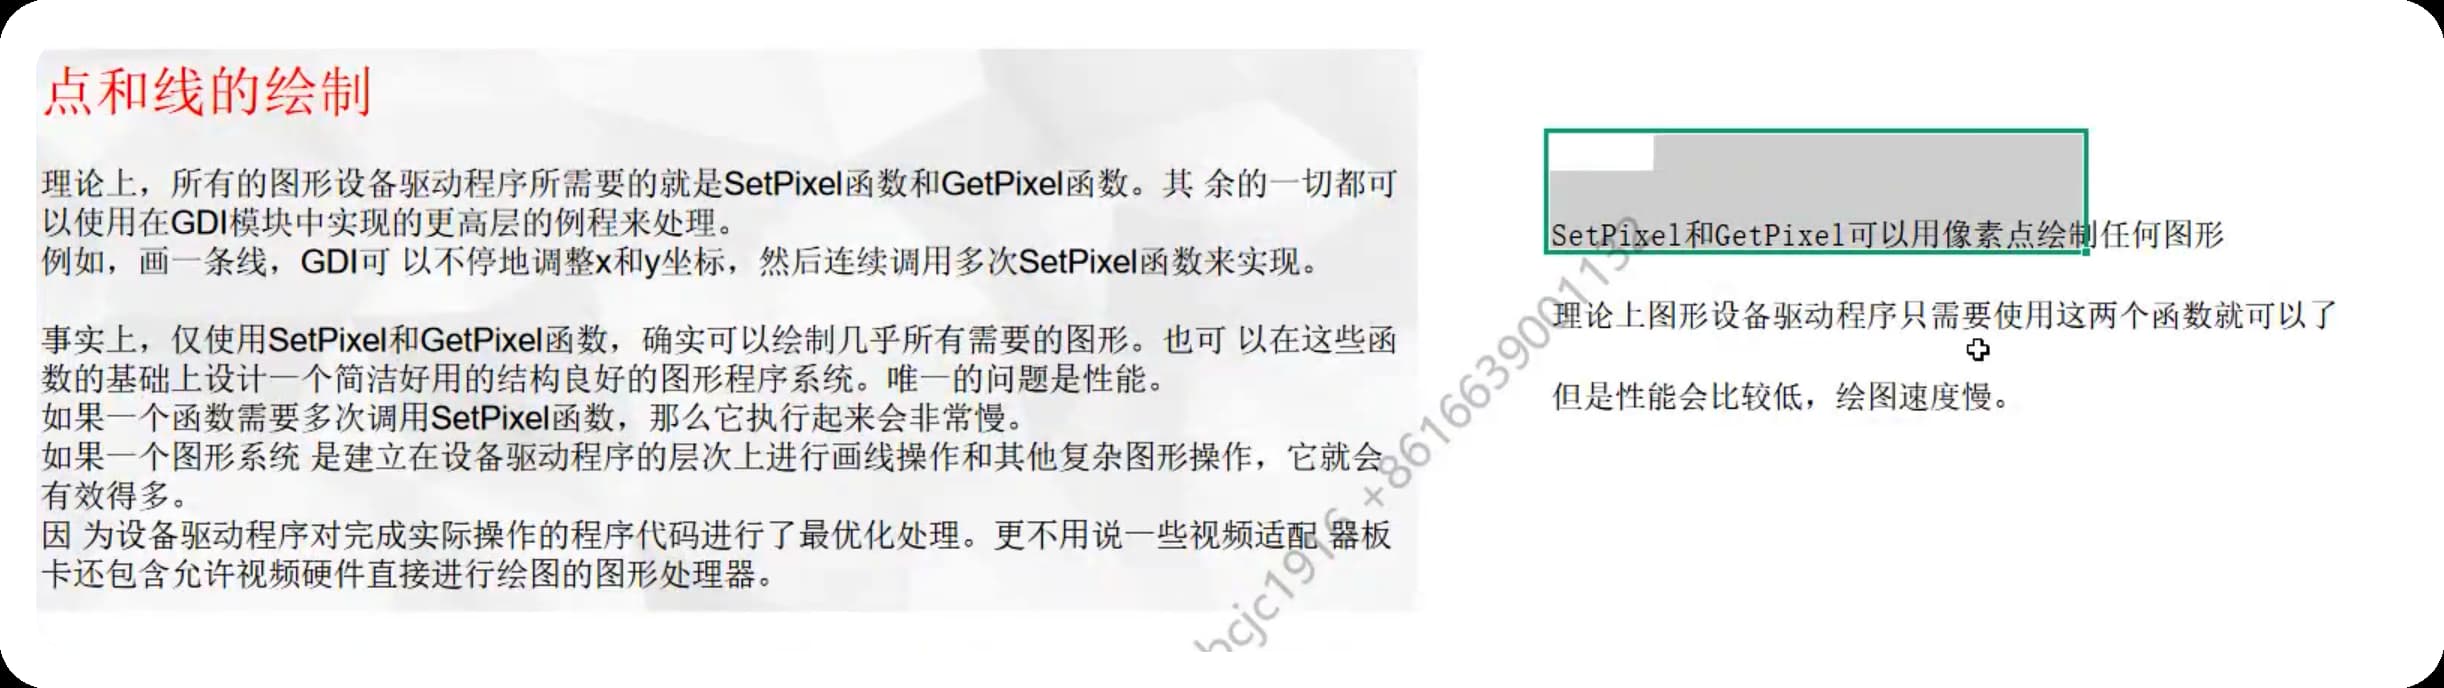 点和线的绘制
理论上，所有的图形设备驱动程序所需要的就是SetPixel函数和GetPixel函数。其 余的一切都可
以使用在GDI模块中实现的更高层的例程来处理。
例如，画一条线，GDI可 以不停地调整x和y坐标，然后连续调用多次SetPixel函数来实现。
事实上，仅使用SetPixel和GetPixel函数，确实可以绘制几乎所有需要的图形。也可 以在这些函
数的基础上设计一个简洁好用的结构良好的图形程序系统。唯一的问题是性能。
如果一个函数需要多次调用SetPixel函数，那么它执行起来会非常慢。
如果一个图形系统 是建立在设备驱动程序的层次上进行画线操作和其他复杂图形操作，它就会
有效得多。
因 为设备驱动程序对完成实际操作的程序代码进行了最优化处理。更不用说一些视频适配 器板
卡还包含允许视频硬件直接进行绘图的图形处理器。
SetPixel和GetPixel可以用像素点绘制任何图形
理论上图形设备驱动程序只需要使用这两个函数就可以了
但是性能会比较低，绘图速度慢。